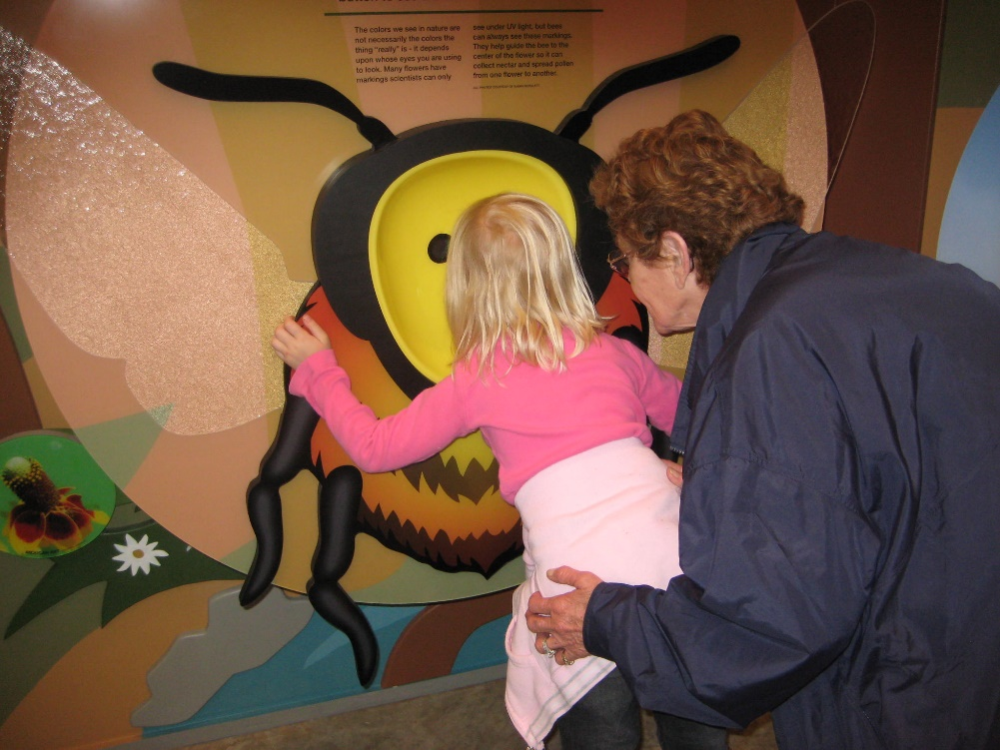 The colors we see in nature are
not necessarily the colors the
thing "really" is - it depends
upon whose eyes you are using
to look. Many flowers have
markings scientists can only
see under UV light, but bees
can always see these markings.
They help guide the bee to the
center of the flower so it can
collect nectar and spread pollen
from one flower to another.